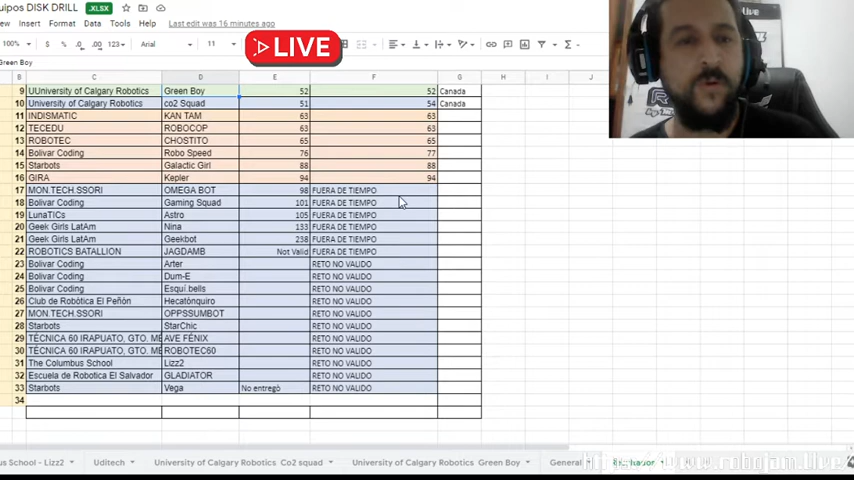 uipos DISK DRILL .XLSX
View Insert Format Data Tools Help Last edit was 16 minutes ago
100% $ % .0 .00 123 Arial 11
Green Boy
LIVE
B C D E F G H I J
9 UUniversity of Calgary Robotics Green Boy 52 52 Canada
10 University of Calgary Robotics co2 Squad 51 54 Canada
11 INDISMATIC KAN TAM 63 63
12 TECEDU ROBOCOP 63 63
13 ROBOTEC CHOSTITO 65 65
14 Bolivar Coding Robo Speed 76 77
15 Starbots Galactic Girl 88 88
16 GIRA Kepler 94 94
17 MON.TECH.SSORI OMEGA BOT 98 FUERA DE TIEMPO
18 Bolivar Coding Gaming Squad 101 FUERA DE TIEMPO
19 LunaTICs Astro 105 FUERA DE TIEMPO
20 Geek Girls LatAm Nina 133 FUERA DE TIEMPO
21 Geek Girls LatAm Geekbot 238 FUERA DE TIEMPO
22 ROBOTICS BATALLION JAGDAMB Not Valid FUERA DE TIEMPO
23 Bolivar Coding Arter RETO NO VALIDO
24 Bolivar Coding Dum-E RETO NO VALIDO
25 Bolivar Coding Esquí.bells RETO NO VALIDO
26 Club de Robótica El Peñón Hecatónquiro RETO NO VALIDO
27 MON.TECH.SSORI OPPSSUMBOT RETO NO VALIDO
28 Starbots StarChic RETO NO VALIDO
29 TÉCNICA 60 IRAPUATO, GTO. ME AVE FÉNIX RETO NO VALIDO
30 TÉCNICA 60 IRAPUATO, GTO. ME ROBOTEC60 RETO NO VALIDO
31 The Columbus School Lizz2 RETO NO VALIDO
32 Escuela de Robotica El Salvador GLADIATOR RETO NO VALIDO
33 Starbots Vega No entregò RETO NO VALIDO
34
us School - Lizz2 Uditech University of Calgary Robotics Co2 squad University of Calgary Robotics Green Boy General